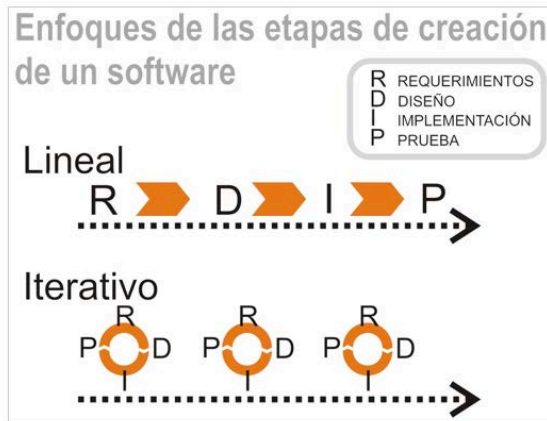 Enfoques de las etapas de creación
de un software
R REQUERIMIENTOS
D DISEÑO
I IMPLEMENTACIÓN
P PRUEBA
Lineal
R D I P
Iterativo
R R R
P D P D P D
I I I